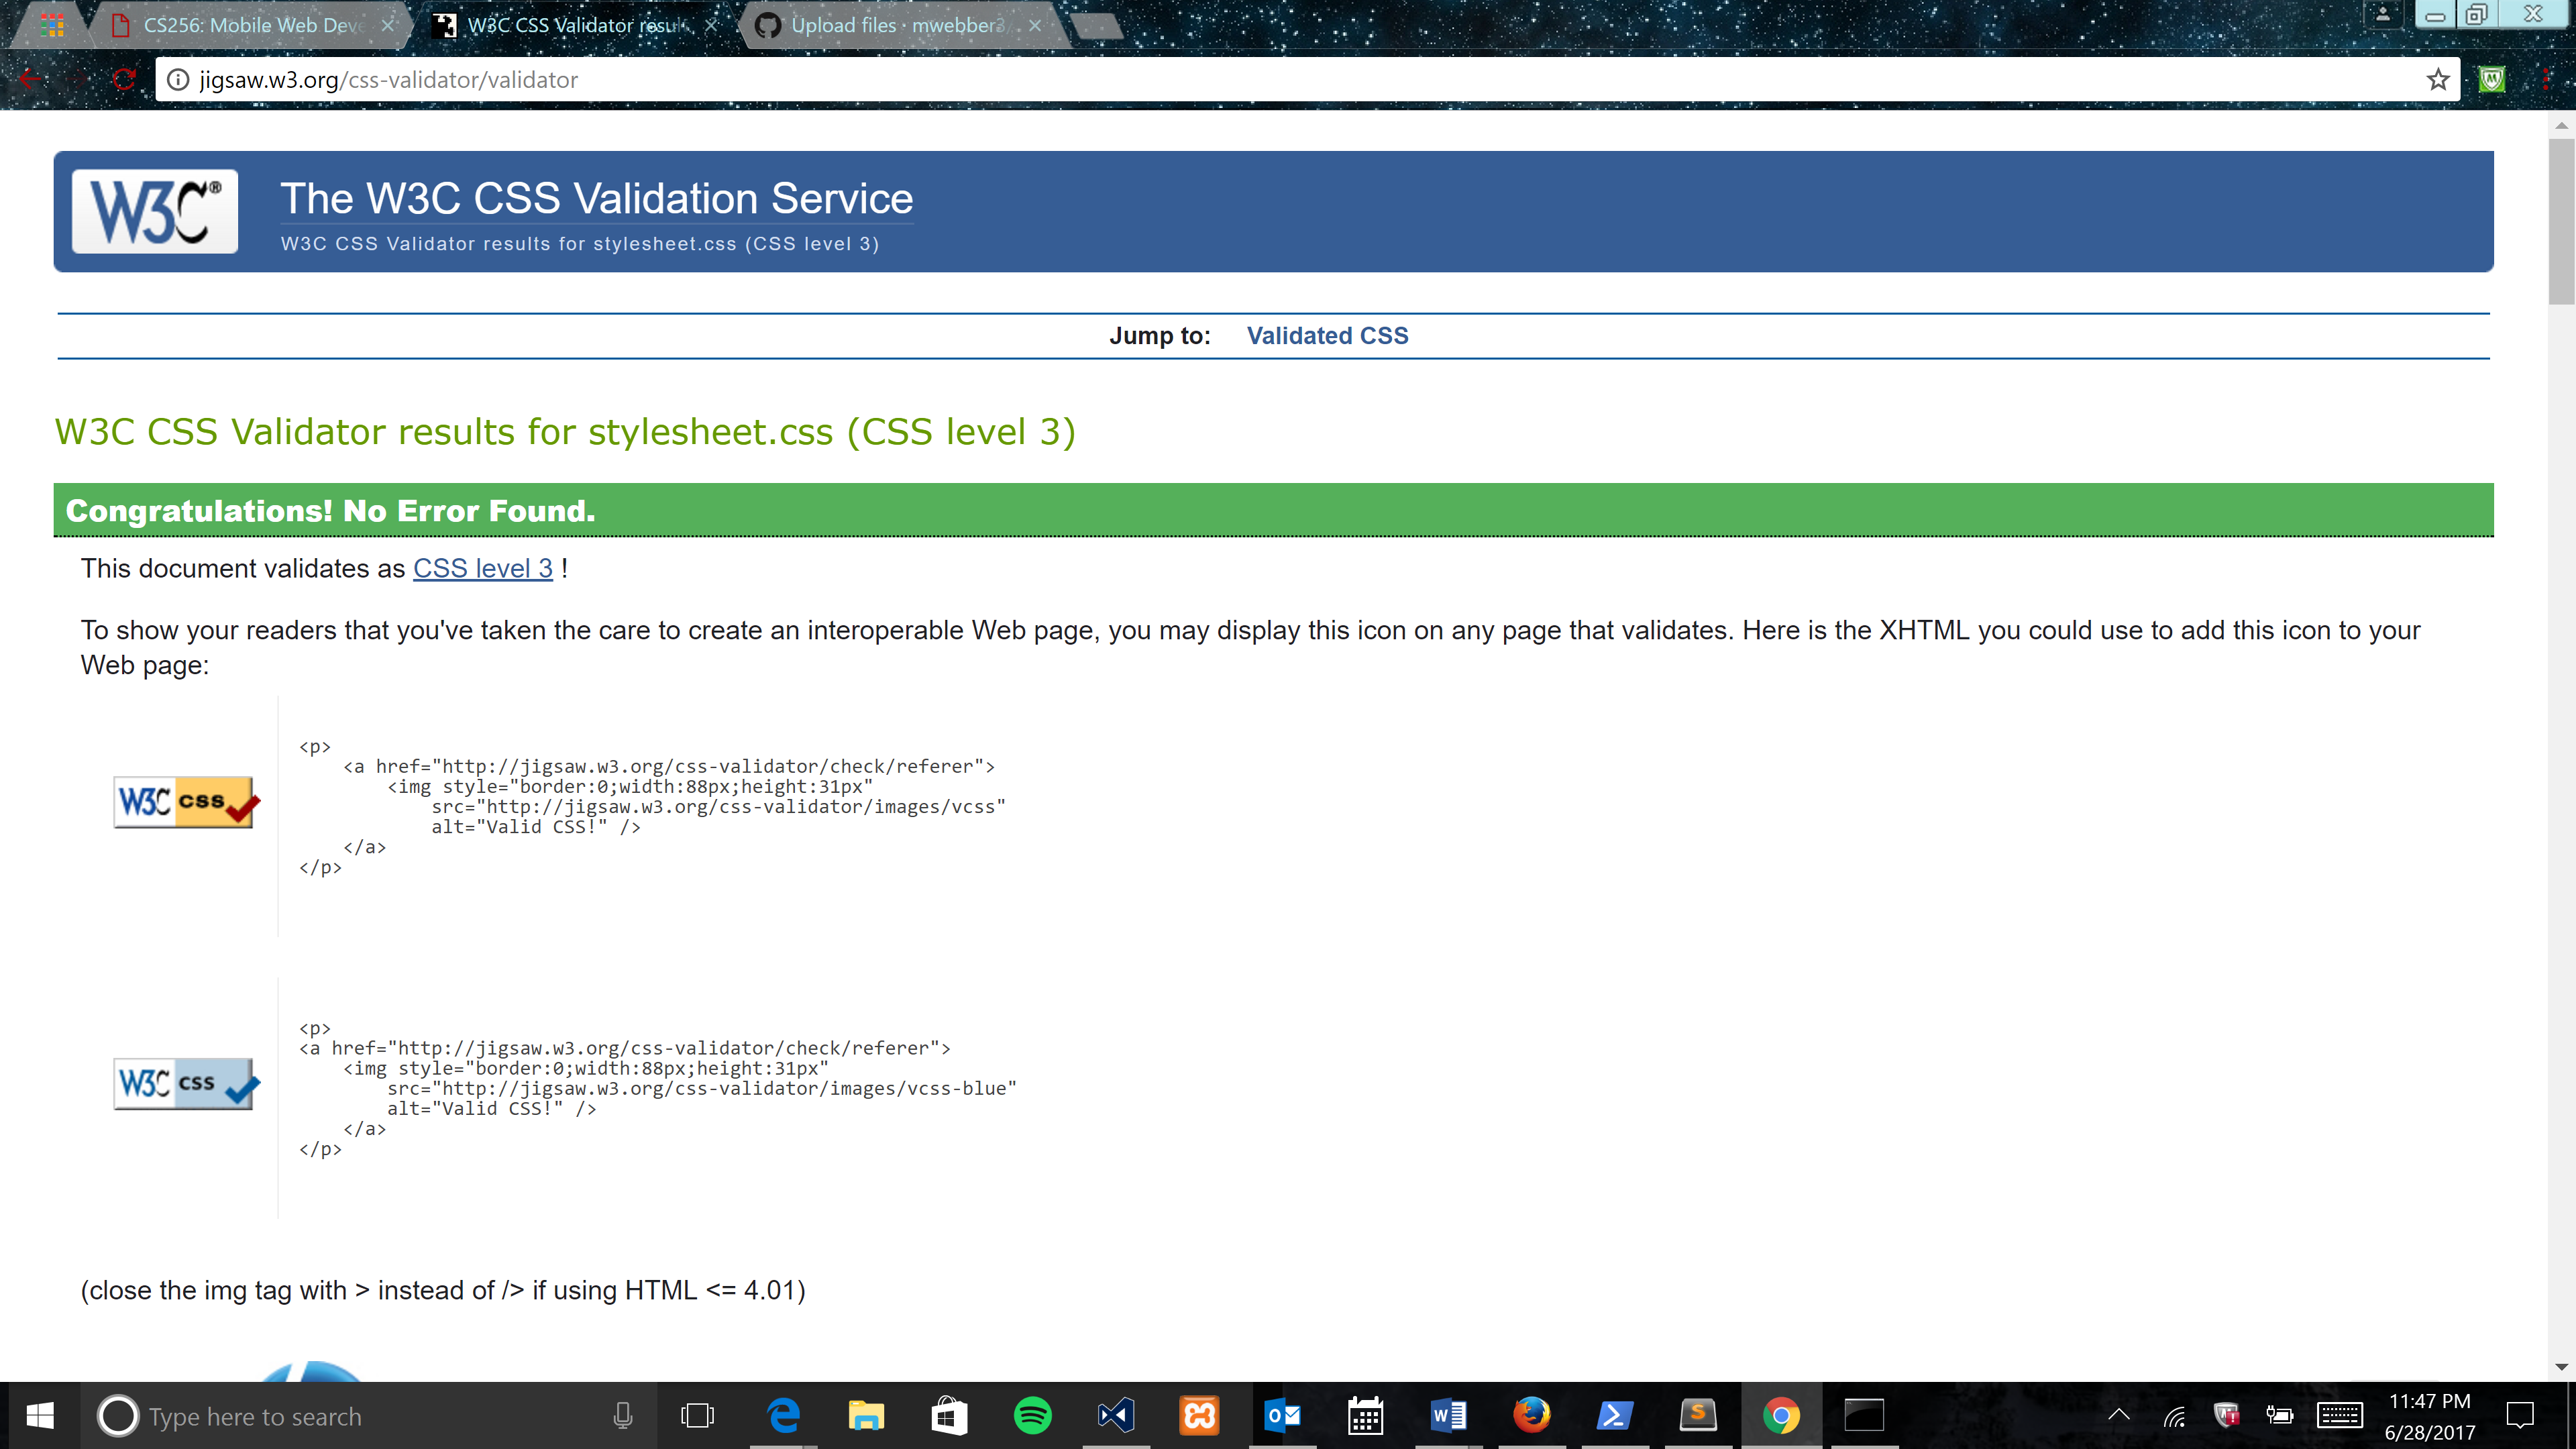 CS256: Mobile Web Deve
W3C CSS Validator resul
Upload files · mwebber3/
jigsaw.w3.org/css-validator/validator
W3C®
The W3C CSS Validation Service
W3C CSS Validator results for stylesheet.css (CSS level 3)
Jump to: Validated CSS
W3C CSS Validator results for stylesheet.css (CSS level 3)
Congratulations! No Error Found.
This document validates as CSS level 3 !
To show your readers that you've taken the care to create an interoperable Web page, you may display this icon on any page that validates. Here is the XHTML you could use to add this icon to your
Web page:
W3C css
<p>
<a href="http://jigsaw.w3.org/css-validator/check/referer">
<img style="border:0;width:88px;height:31px"
src="http://jigsaw.w3.org/css-validator/images/vcss"
alt="Valid CSS!" />
</a>
</p>
W3C css
<p>
<a href="http://jigsaw.w3.org/css-validator/check/referer">
<img style="border:0;width:88px;height:31px"
src="http://jigsaw.w3.org/css-validator/images/vcss-blue"
alt="Valid CSS!" />
</a>
</p>
(close the img tag with > instead of /> if using HTML <= 4.01)
Type here to search
11:47 PM
6/28/2017